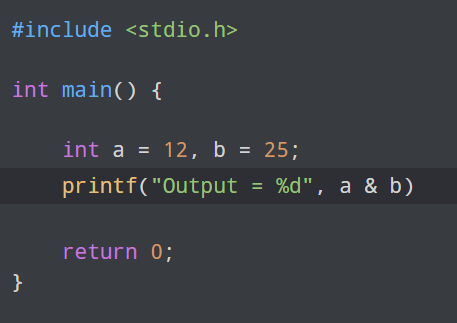 #include <stdio.h>
int main() {
int a = 12, b = 25;
printf("Output = %d", a & b)
return 0;
}